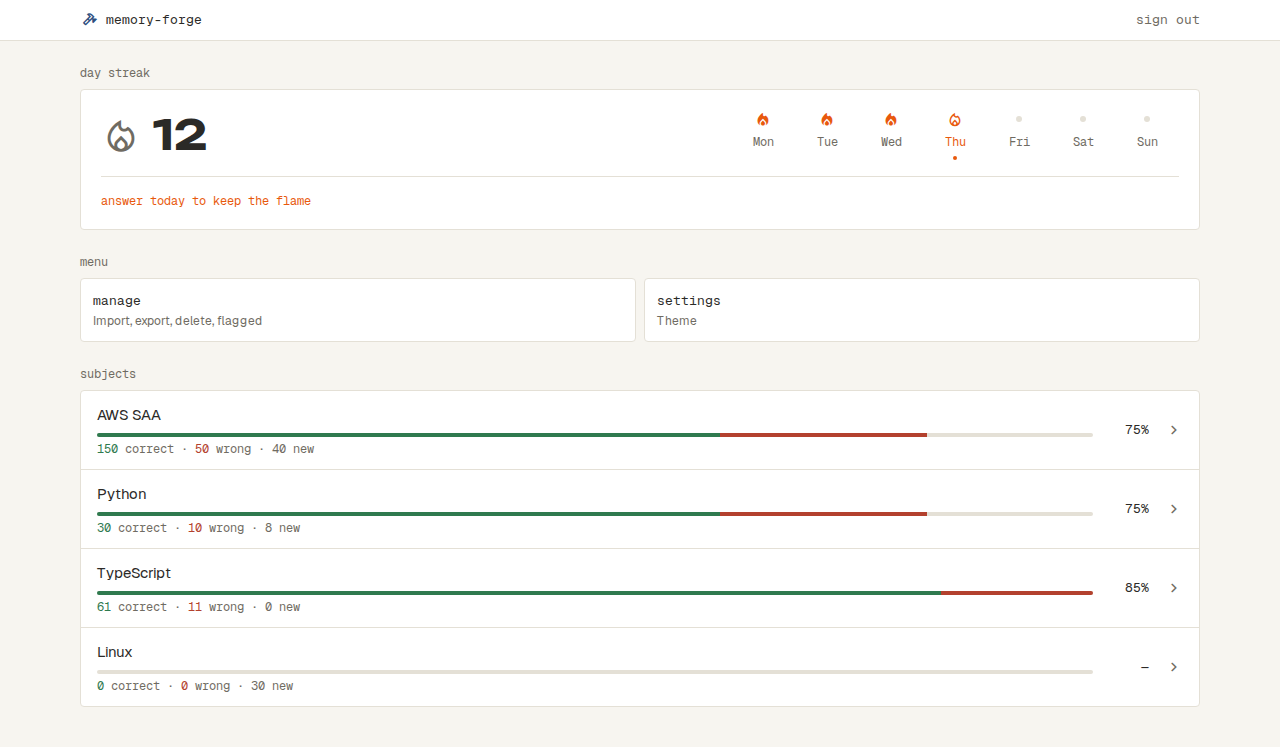 memory-forge
sign out
day streak
12
Mon Tue Wed Thu Fri Sat Sun
answer today to keep the flame
menu
manage
Import, export, delete, flagged
settings
Theme
subjects
AWS SAA
150 correct · 50 wrong · 40 new
75%
Python
30 correct · 10 wrong · 8 new
75%
TypeScript
61 correct · 11 wrong · 0 new
85%
Linux
0 correct · 0 wrong · 30 new
–